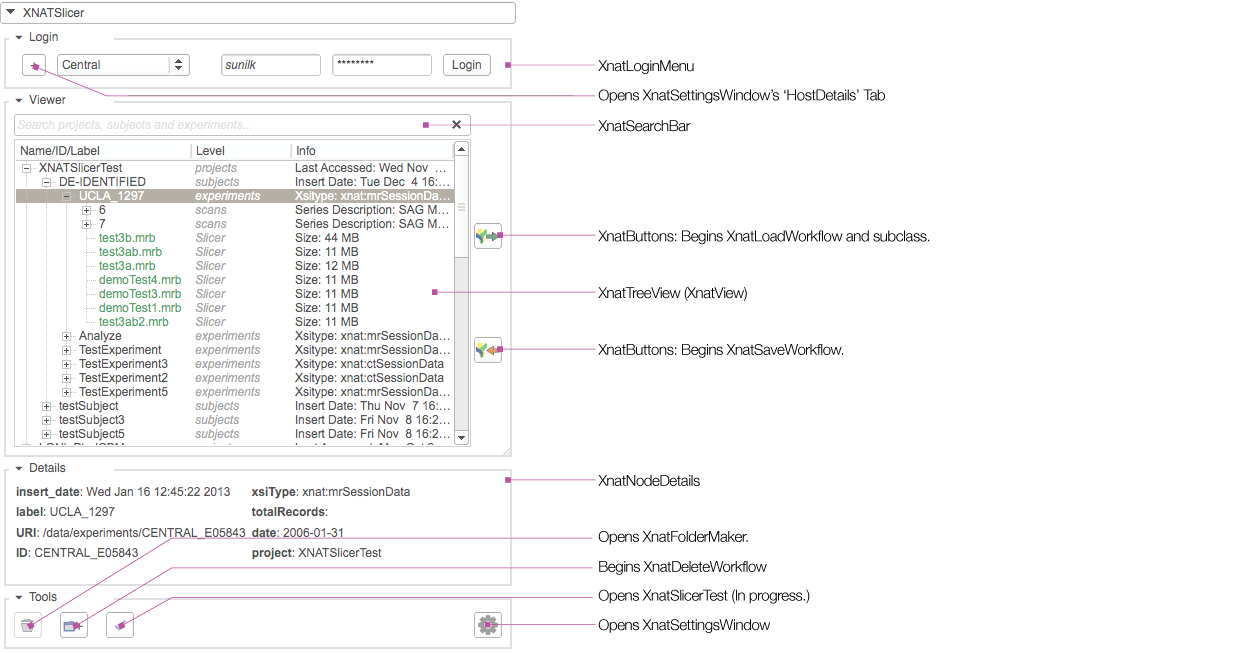 XNATSlicer
Login
Central sunilk ******** Login
XnatLoginMenu
Opens XnatSettingsWindow's 'HostDetails' Tab
Viewer
Search projects, subjects and experiments...
XnatSearchBar
Name/ID/Label Level Info
XNATSlicerTest projects Last Accessed: Wed Nov ...
DE-IDENTIFIED subjects Insert Date: Tue Dec 4 16:...
UCLA_1297 experiments Xsitype: xnat:mrSessionDa...
6 scans Series Description: SAG M...
7 scans Series Description: SAG M...
test3b.mrb Slicer Size: 44 MB
XnatButtons: Begins XnatLoadWorkflow and subclass.
test3ab.mrb Slicer Size: 11 MB
test3a.mrb Slicer Size: 12 MB
demoTest4.mrb Slicer Size: 11 MB
demoTest3.mrb Slicer Size: 11 MB
XnatTreeView (XnatView)
demoTest1.mrb Slicer Size: 11 MB
test3ab2.mrb Slicer Size: 11 MB
Analyze experiments Xsitype: xnat:mrSessionDa...
TestExperiment experiments Xsitype: xnat:mrSessionDa...
XnatButtons: Begins XnatSaveWorkflow.
TestExperiment3 experiments Xsitype: xnat:ctSessionData
TestExperiment2 experiments Xsitype: xnat:ctSessionData
TestExperiment5 experiments Xsitype: xnat:mrSessionDa...
testSubject subjects Insert Date: Thu Nov 7 16:...
testSubject3 subjects Insert Date: Fri Nov 8 16:2...
testSubject5 subjects Insert Date: Fri Nov 8 16:2...
Details
XnatNodeDetails
insert_date: Wed Jan 16 12:45:22 2013 xsiType: xnat:mrSessionData
label: UCLA_1297 totalRecords:
URI: /data/experiments/CENTRAL_E05843 date: 2006-01-31
ID: CENTRAL_E05843 project: XNATSlicerTest
Opens XnatFolderMaker.
Begins XnatDeleteWorkflow
Tools
Opens XnatSlicerTest (In progress.)
Opens XnatSettingsWindow